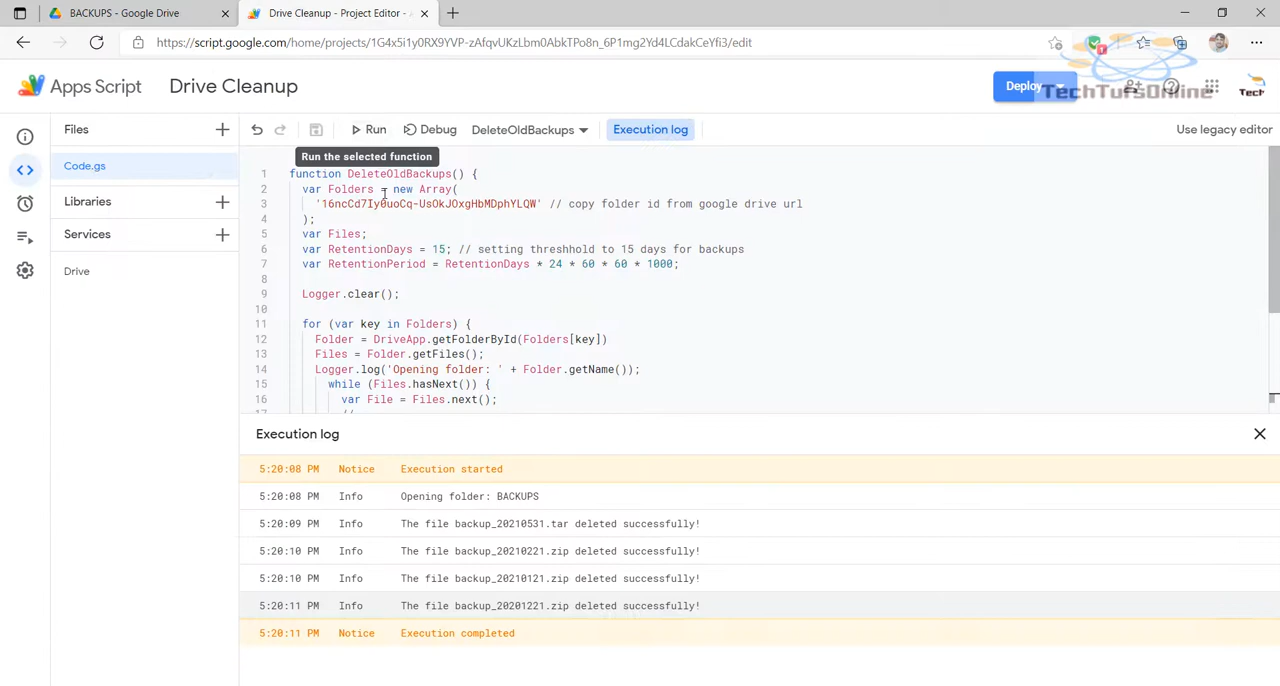 BACKUPS - Google Drive
Drive Cleanup - Project Editor -
https://script.google.com/home/projects/1G4x5i1y0RX9YVP-zAfqvUKzLbm0AbkTPo8n_6P1mg2Yd4LCdakCeYfi3/edit
Apps Script
Drive Cleanup
Deploy
TechTutsOnline
Tech
Files
Run
Debug
DeleteOldBackups
Execution log
Use legacy editor
Run the selected function
Code.gs
Libraries
Services
Drive
1 function DeleteOldBackups() {
2 var Folders = new Array(
3 '16ncCd7Iy0uoCq-UsOkJOxgHbMDphYLQW' // copy folder id from google drive url
4 );
5 var Files;
6 var RetentionDays = 15; // setting threshhold to 15 days for backups
7 var RetentionPeriod = RetentionDays * 24 * 60 * 60 * 1000;
8
9 Logger.clear();
10
11 for (var key in Folders) {
12 Folder = DriveApp.getFolderById(Folders[key])
13 Files = Folder.getFiles();
14 Logger.log('Opening folder: ' + Folder.getName());
15 while (Files.hasNext()) {
16 var File = Files.next();
17 //
Execution log
5:20:08 PM Notice Execution started
5:20:08 PM Info Opening folder: BACKUPS
5:20:09 PM Info The file backup_20210531.tar deleted successfully!
5:20:10 PM Info The file backup_20210221.zip deleted successfully!
5:20:10 PM Info The file backup_20210121.zip deleted successfully!
5:20:11 PM Info The file backup_20201221.zip deleted successfully!
5:20:11 PM Notice Execution completed